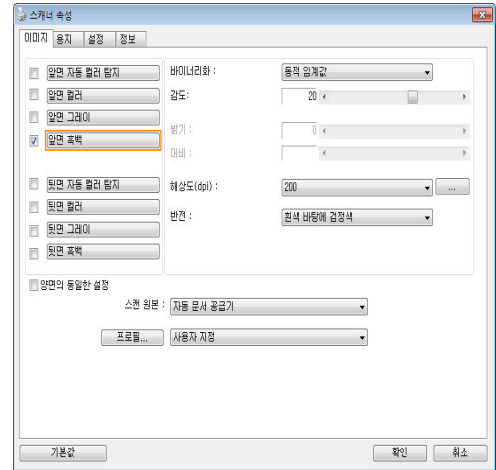 스캐너 속성
이미지 용지 설정 정보
앞면 자동 컬러 탐지
앞면 컬러
앞면 그레이
앞면 흑백
뒷면 자동 컬러 탐지
뒷면 컬러
뒷면 그레이
뒷면 흑백
바이너리화 : 동적 임계값
감도: 20
밝기 : 0
대비 :
해상도(dpi) : 200 ...
반전 : 흰색 바탕에 검정색
양면의 동일한 설정
스캔 원본 : 자동 문서 공급기
프로필... 사용자 지정
기본값 확인 취소